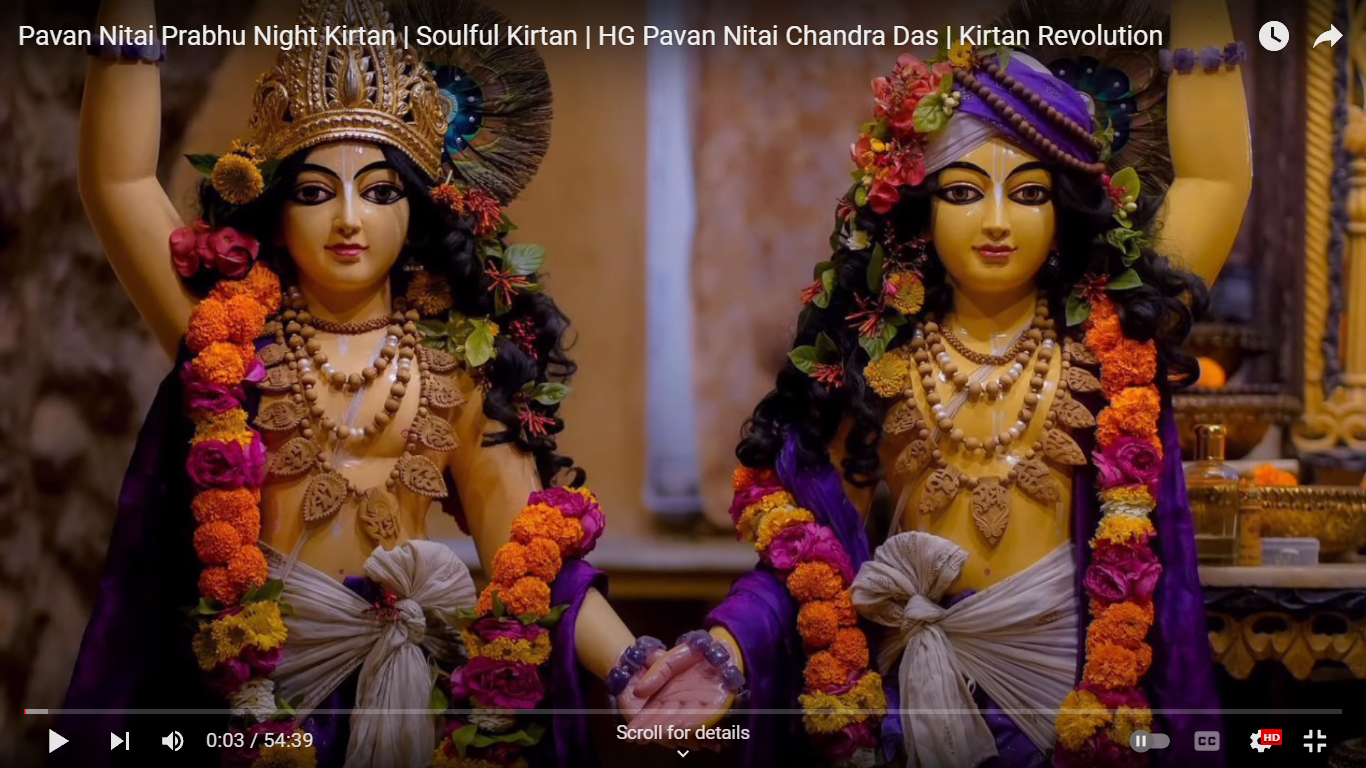 Pavan Nitai Prabhu Night Kirtan | Soulful Kirtan | HG Pavan Nitai Chandra Das | Kirtan Revolution
0:03 / 54:39
Scroll for details
CC
HD